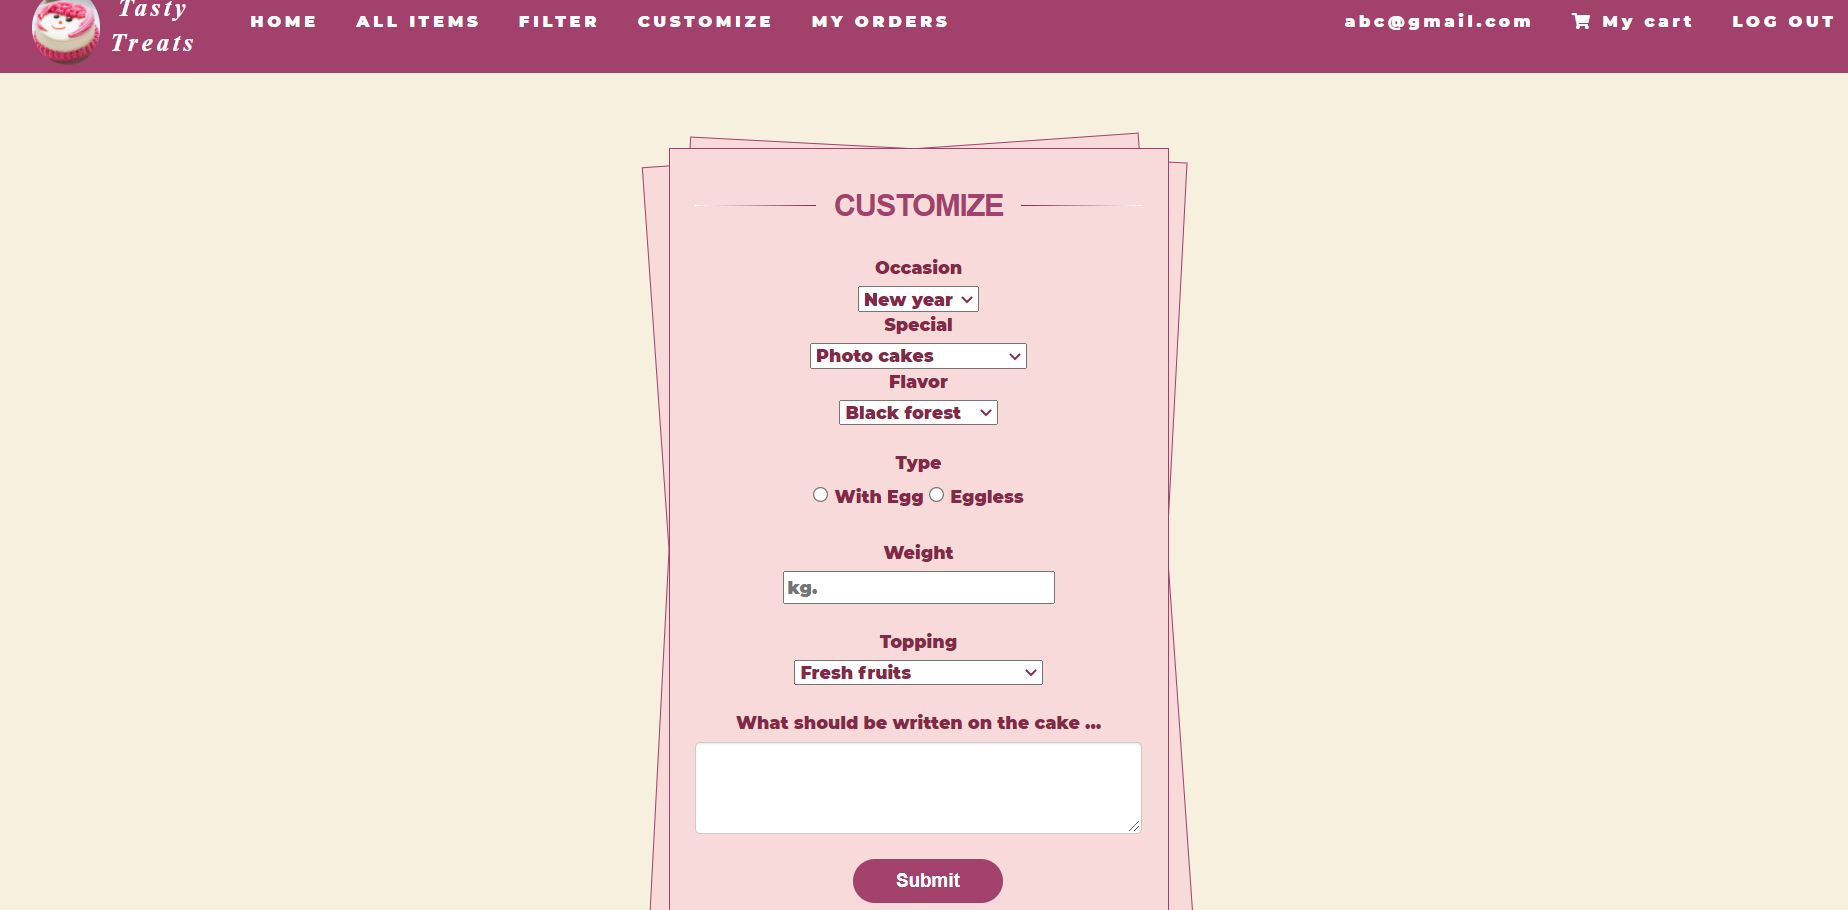 Tasty
Treats
HOME ALL ITEMS FILTER CUSTOMIZE MY ORDERS abc@gmail.com My cart LOG OUT
CUSTOMIZE
Occasion
New year
Special
Photo cakes
Flavor
Black forest
Type
With Egg Eggless
Weight
kg.
Topping
Fresh fruits
What should be written on the cake ...
Submit